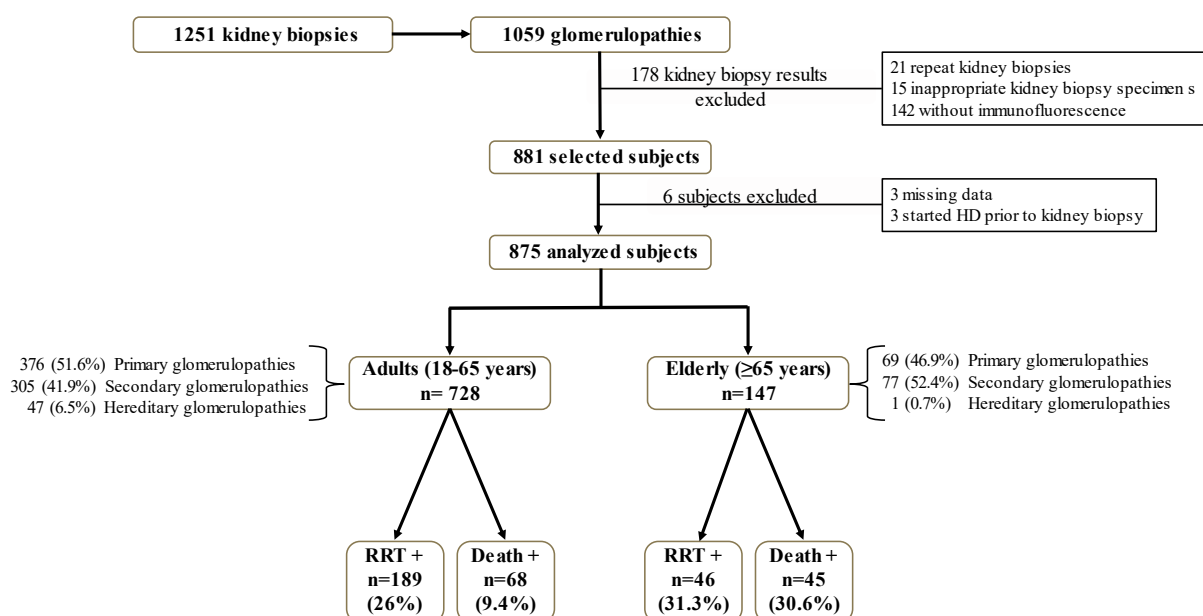 1251 kidney biopsies
1059 glomerulopathies
178 kidney biopsy results
excluded
21 repeat kidney biopsies
15 inappropriate kidney biopsy specimen s
142 without immunofluorescence
881 selected subjects
6 subjects excluded
3 missing data
3 started HD prior to kidney biopsy
875 analyzed subjects
376 (51.6%) Primary glomerulopathies
305 (41.9%) Secondary glomerulopathies
47 (6.5%) Hereditary glomerulopathies
Adults (18-65 years)
n= 728
Elderly (≥65 years)
n=147
69 (46.9%) Primary glomerulopathies
77 (52.4%) Secondary glomerulopathies
1 (0.7%) Hereditary glomerulopathies
RRT +
n=189
(26%)
Death +
n=68
(9.4%)
RRT +
n=46
(31.3%)
Death +
n=45
(30.6%)